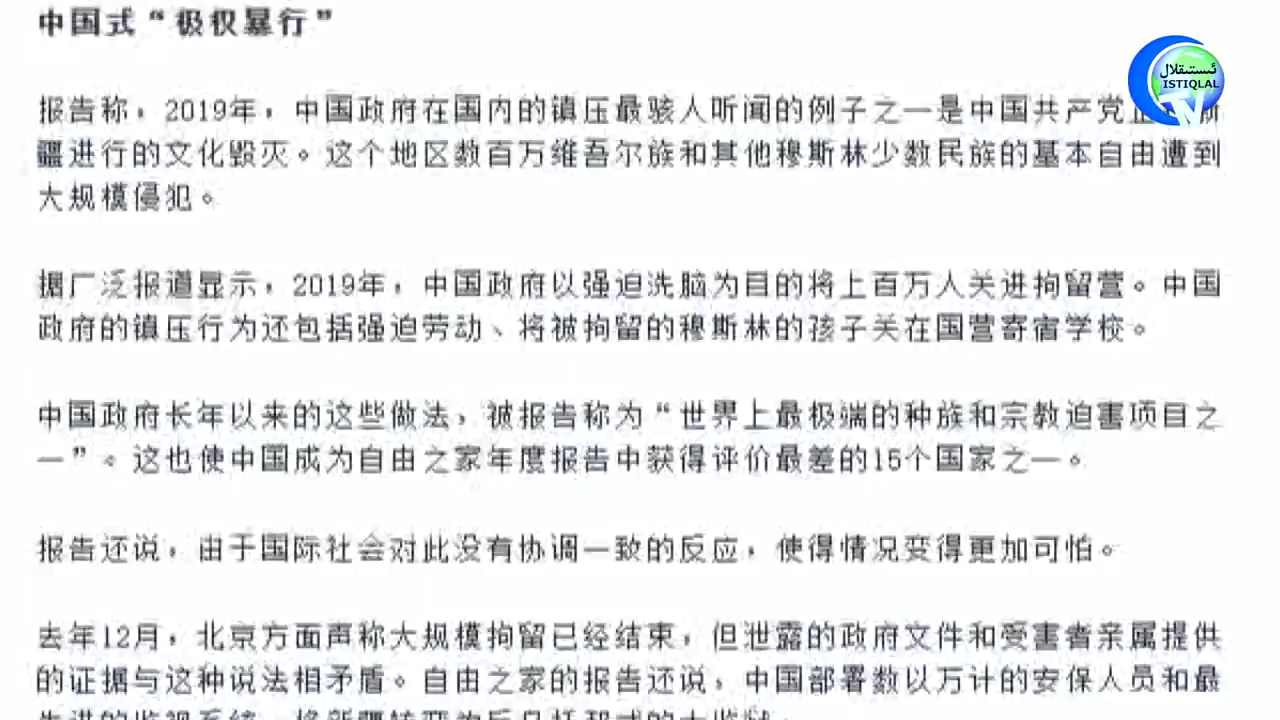 中国式“极权暴行”
ئىستىقلال
ISTIQLAL
TV
报告称，2019年，中国政府在国内的镇压最骇人听闻的例子之一是中国共产党
疆进行的文化毁灭。这个地区数百万维吾尔族和其他穆斯林少数民族的基本自由遭到
大规模侵犯。
据广泛报道显示，2019年，中国政府以强迫洗脑为目的将上百万人关进拘留营。中国
政府的镇压行为还包括强迫劳动、将被拘留的穆斯林的孩子关在国营寄宿学校。
中国政府长年以来的这些做法，被报告称为“世界上最极端的种族和宗教迫害项目之
一”。这也使中国成为自由之家年度报告中获得评价最差的15个国家之一。
报告还说，由于国际社会对此没有协调一致的反应，使得情况变得更加可怕。
去年12月，北京方面声称大规模拘留已经结束，但泄露的政府文件和受害者亲属提供
的证据与这种说法相矛盾。自由之家的报告还说，中国部署数以万计的安保人员和最